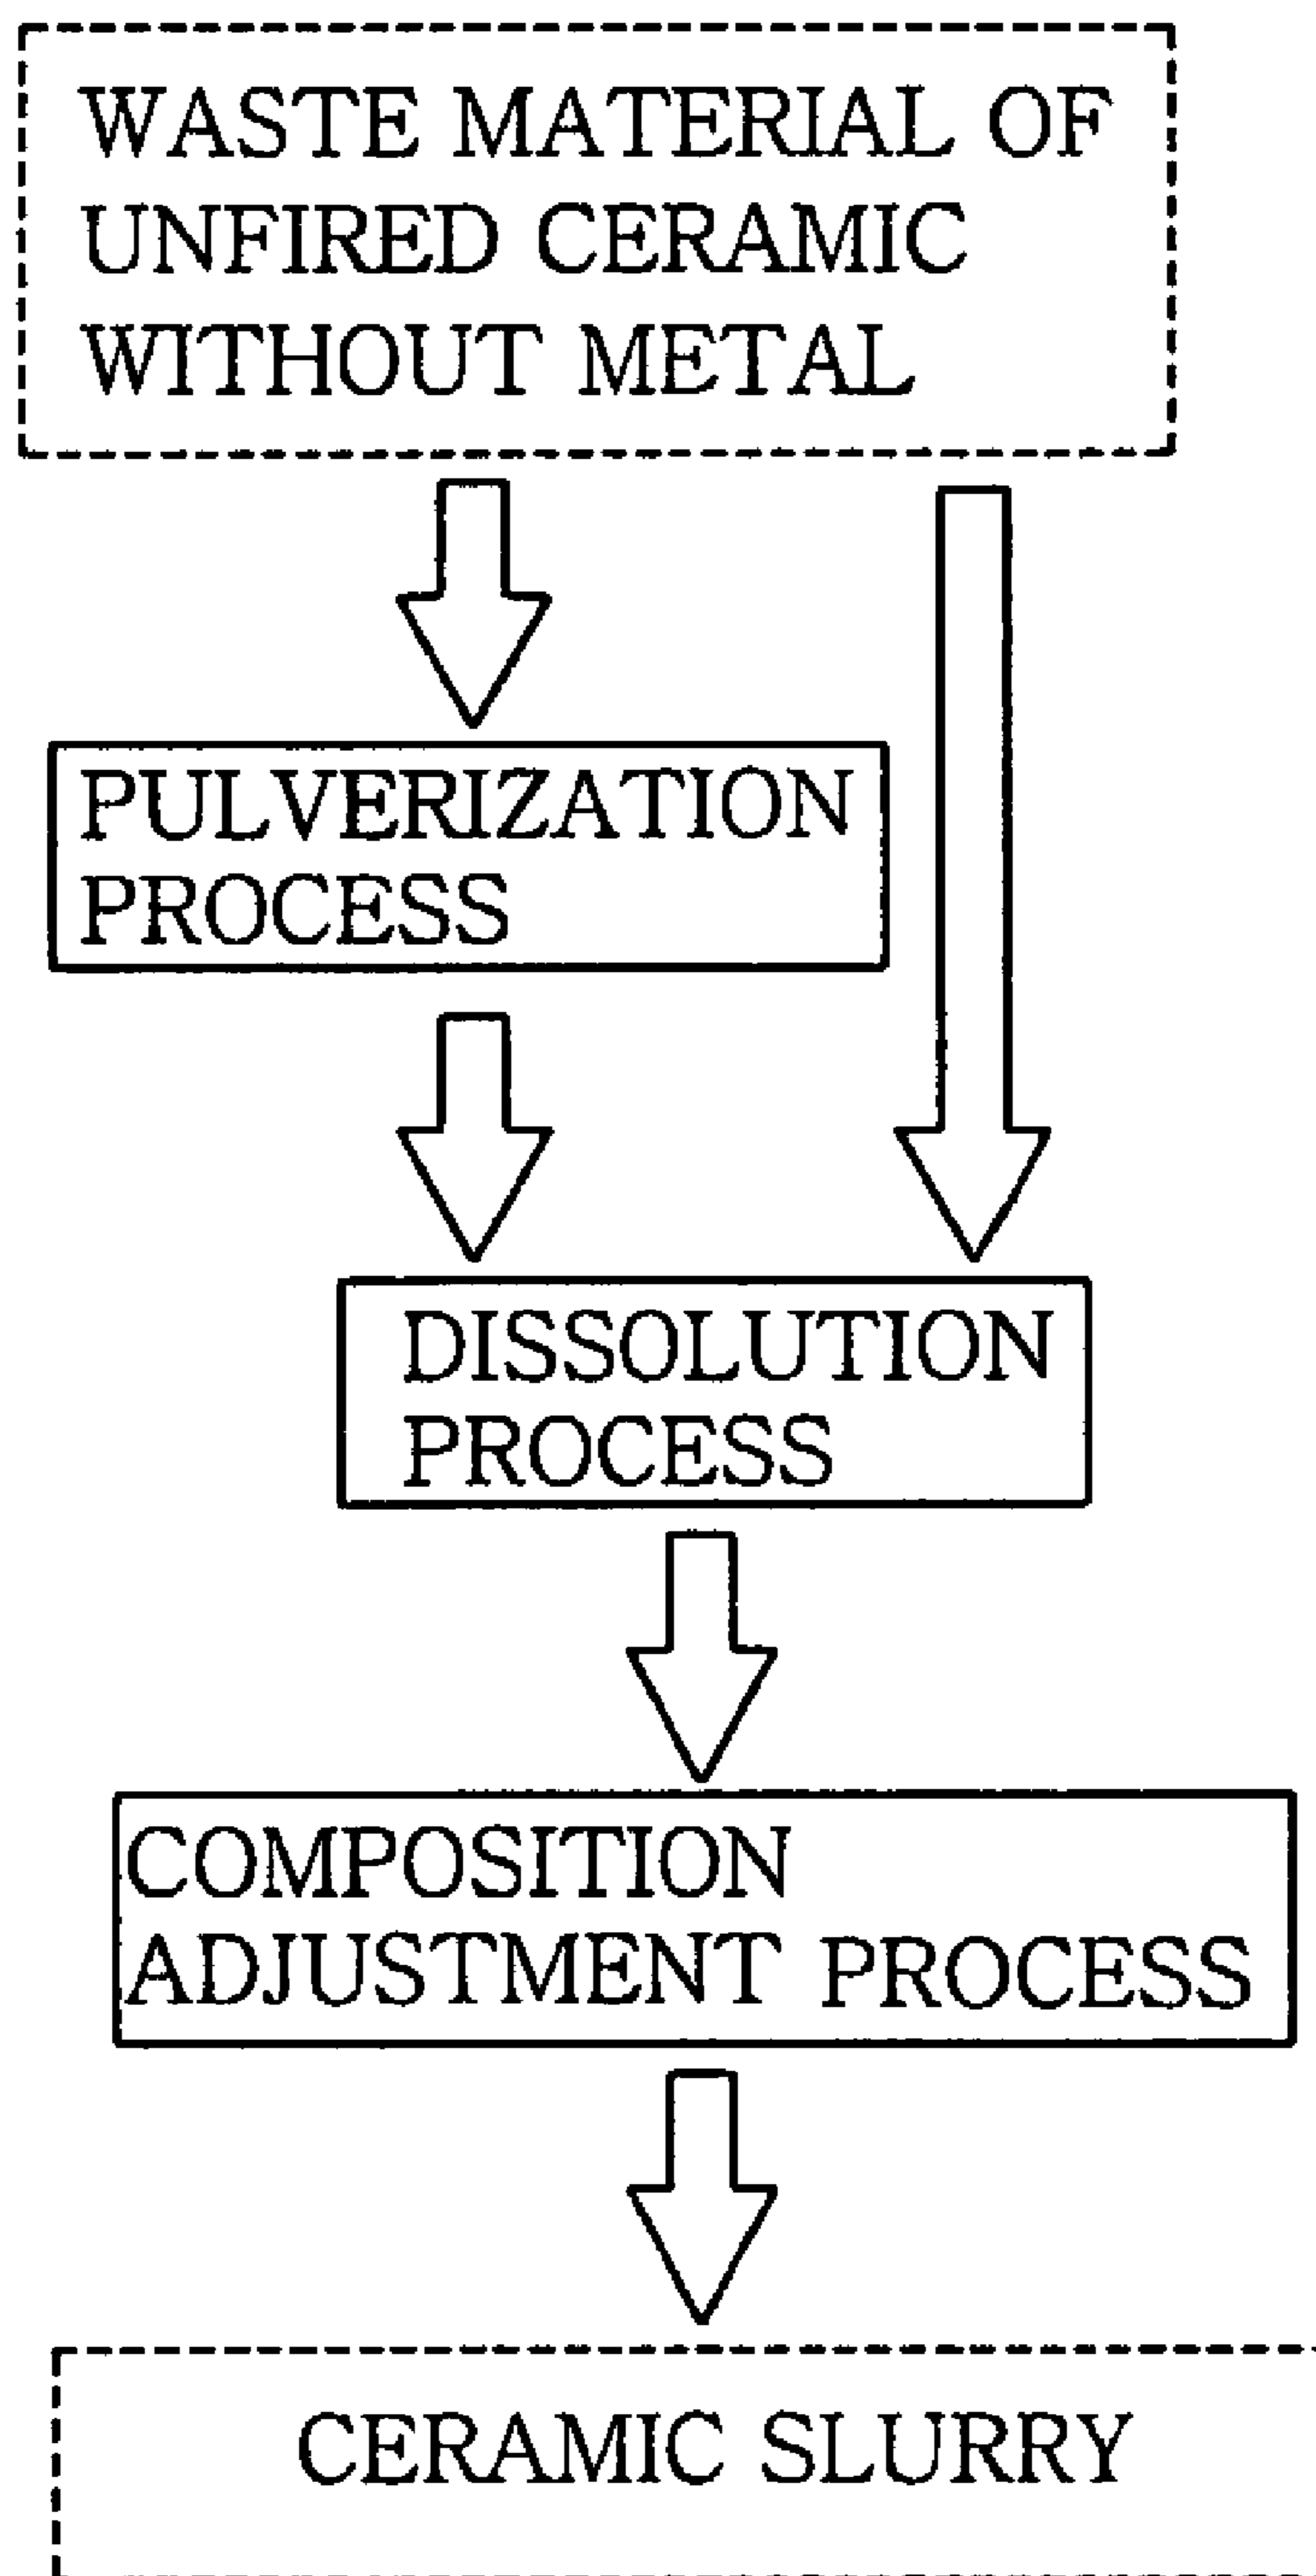 WASTE MATERIAL OF
UNFIRED CERAMIC
WITHOUT METAL
PULVERIZATION
PROCESS
DISSOLUTION
PROCESS
COMPOSITION
ADJUSTMENT PROCESS
CERAMIC SLURRY